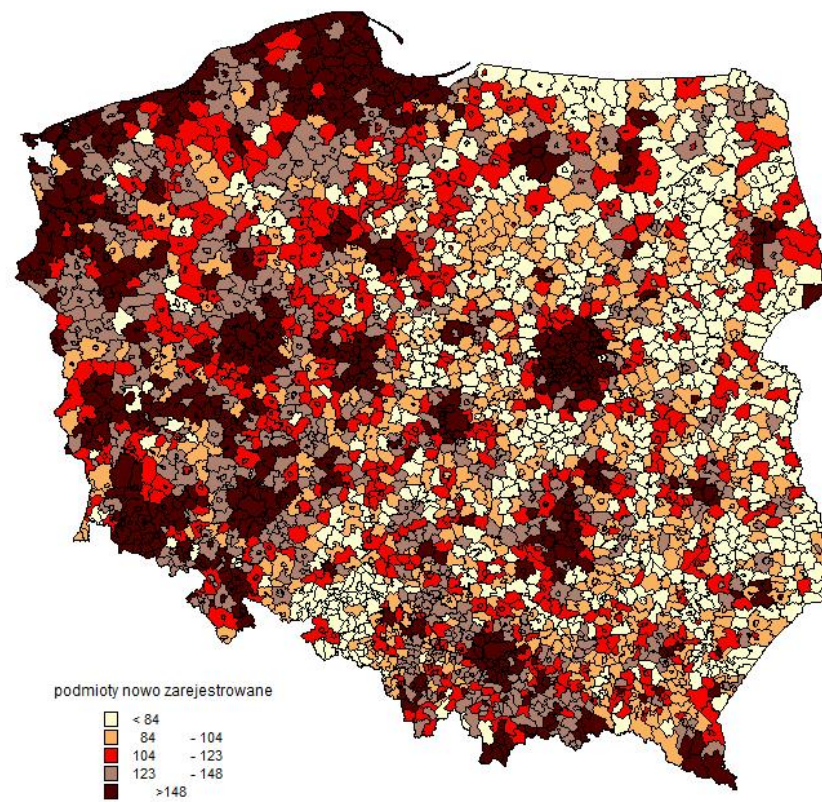 podmioty nowo zarejestrowane
< 84
84 - 104
104 - 123
123 - 148
>148